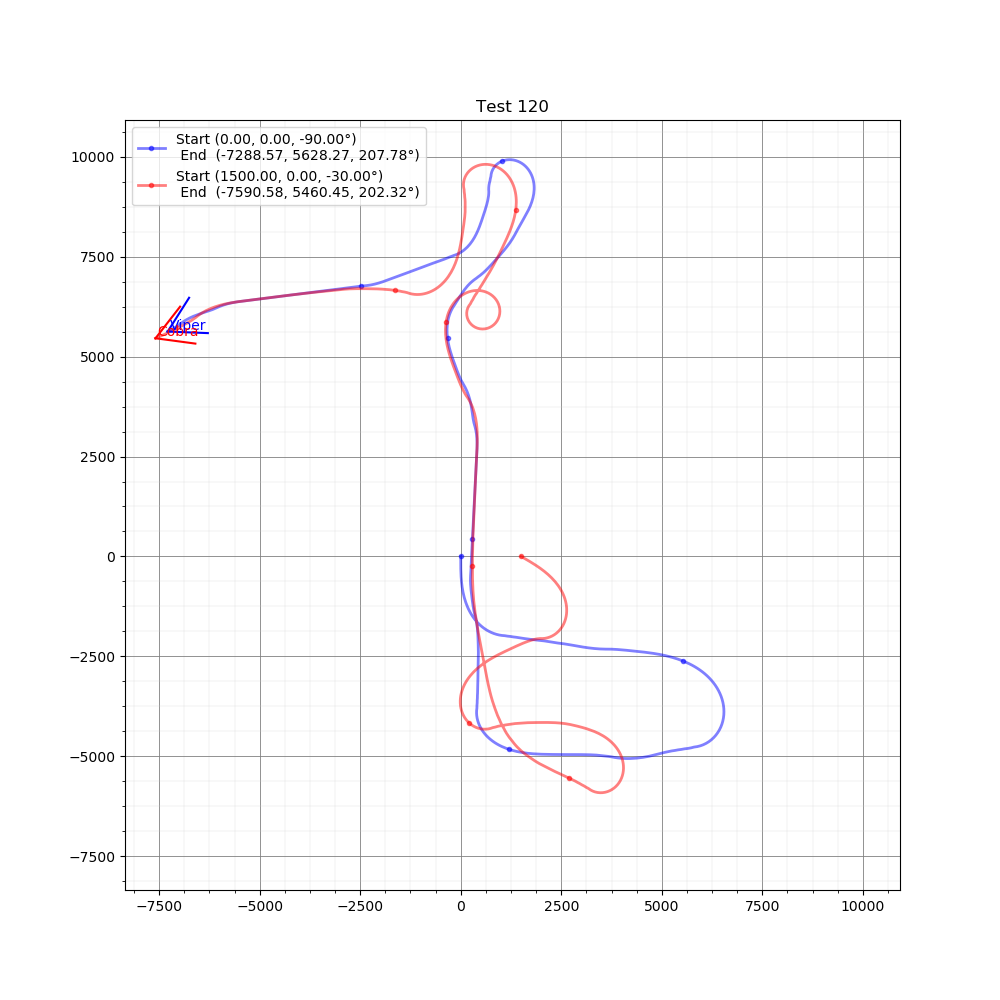 Test 120
Start (0.00, 0.00, -90.00°)
End  (-7288.57, 5628.27, 207.78°)
Start (1500.00, 0.00, -30.00°)
End  (-7590.58, 5460.45, 202.32°)
10000
7500
5000
2500
0
−2500
−5000
−7500
Viper
Cobra
−7500 −5000 −2500 0 2500 5000 7500 10000